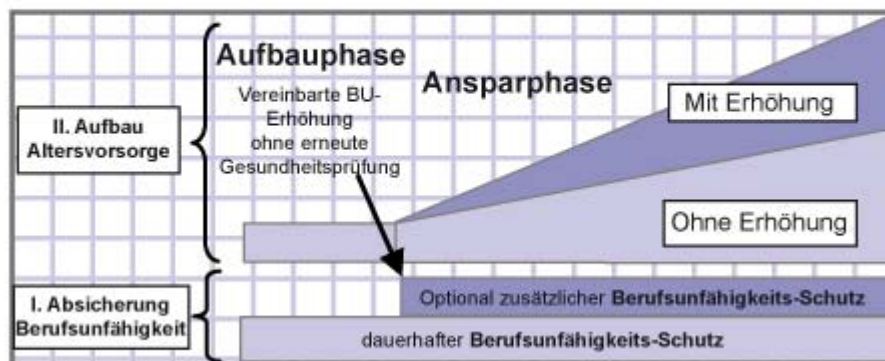 Aufbauphase
Ansparphase
Vereinbarte BU-
Erhöhung
ohne erneute
Gesundheitsprüfung
Mit Erhöhung
II. Aufbau
Altersvorsorge
Ohne Erhöhung
I. Absicherung
Berufsunfähigkeit
Optional zusätzlicher Berufsunfähigkeits-Schutz
dauerhafter Berufsunfähigkeits-Schutz